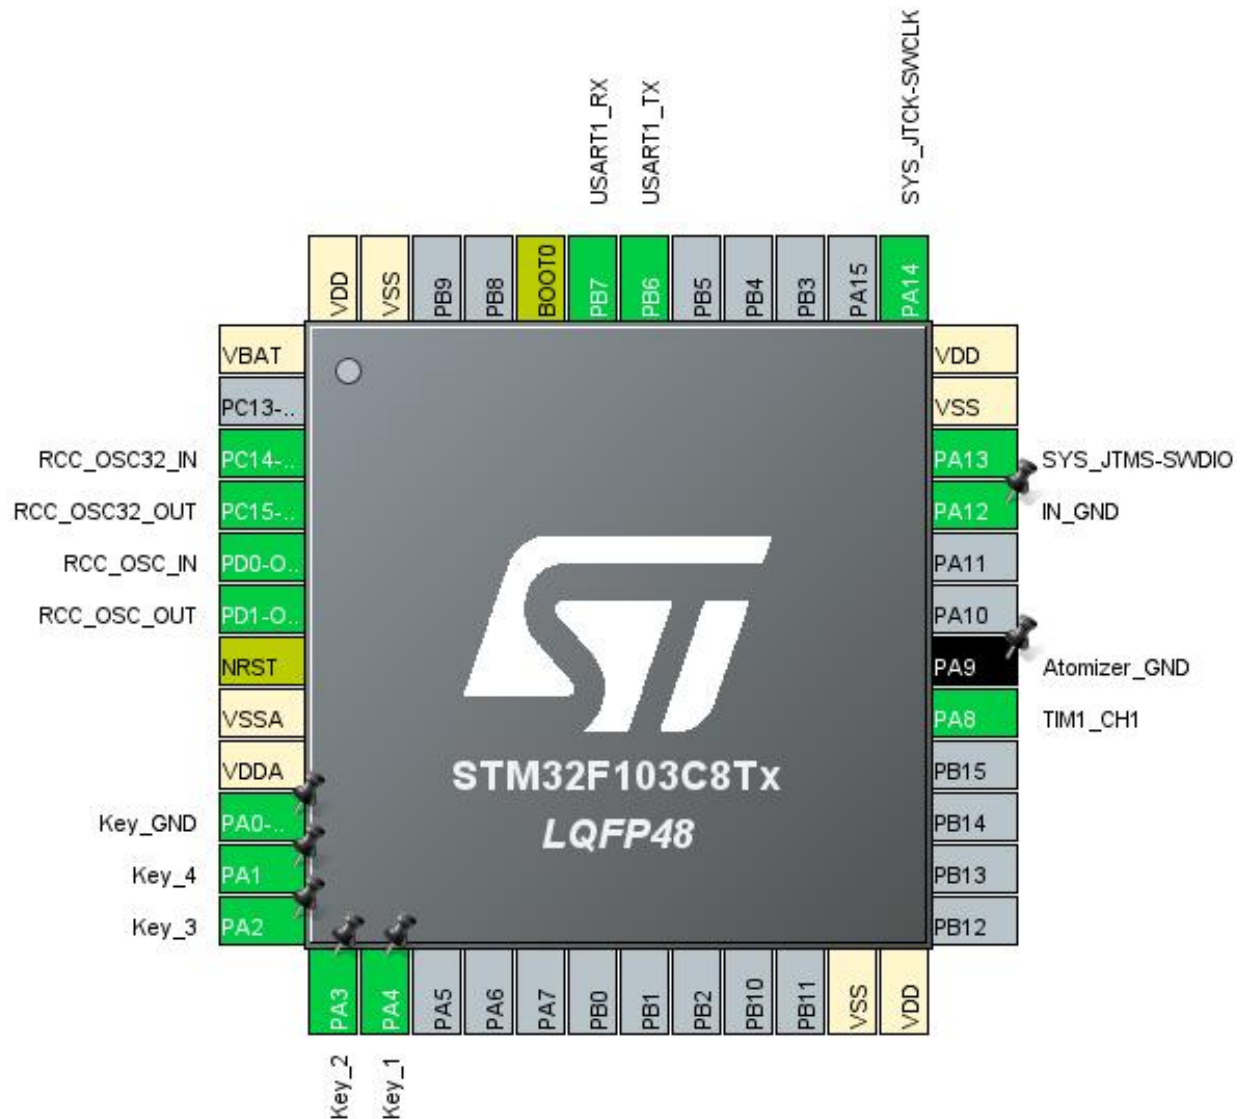 USART1_RX
USART1_TX
SYS_JTCK-SWCLK
VDD
VSS
PB9
PB8
BOOT0
PB7
PB6
PB5
PB4
PB3
PA15
PA14
VBAT
PC13-..
RCC_OSC32_IN PC14-..
RCC_OSC32_OUT PC15-..
RCC_OSC_IN PD0-O..
RCC_OSC_OUT PD1-O..
NRST
VSSA
VDDA
Key_GND PA0-..
Key_4 PA1
Key_3 PA2
ST
STM32F103C8Tx
LQFP48
VDD
VSS
PA13 SYS_JTMS-SWDIO
PA12 IN_GND
PA11
PA10
PA9 Atomizer_GND
PA8 TIM1_CH1
PB15
PB14
PB13
PB12
PA3
PA4
PA5
PA6
PA7
PB0
PB1
PB2
PB10
PB11
VSS
VDD
Key_2
Key_1